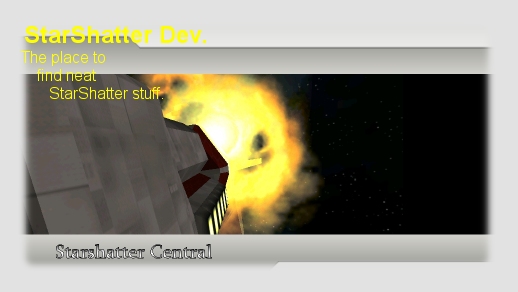 StarShatter Dev.
The place to
find neat
StarShatter stuff.
Starshatter Central